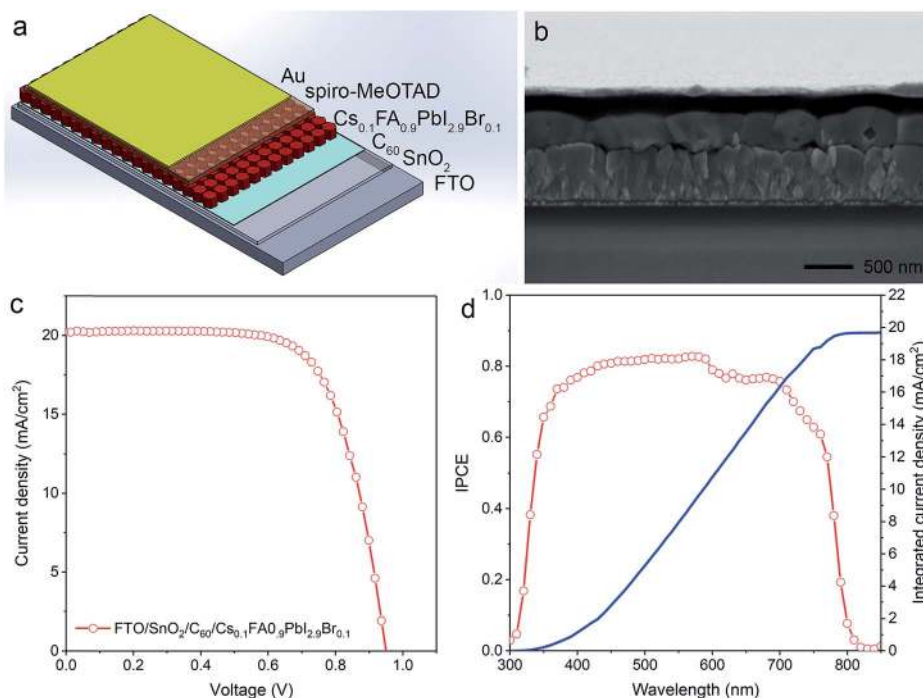 a
Au
spiro-MeOTAD
Cs₀.₁FA₀.₉PbI₂.₉Br₀.₁
C₆₀
SnO₂
FTO
b
500 nm
c
Current density (mA/cm²)
20
15
10
5
0
0.0 0.2 0.4 0.6 0.8 1.0
Voltage (V)
FTO/SnO₂/C₆₀/Cs₀.₁FA0.₉PbI₂.₉Br₀.₁
d
IPCE
1.0
0.8
0.6
0.4
0.2
0.0
300 400 500 600 700 800
Wavelength (nm)
22
20
18
16
14
12
10
8
6
4
2
0
Integrated current density (mA/cm²)